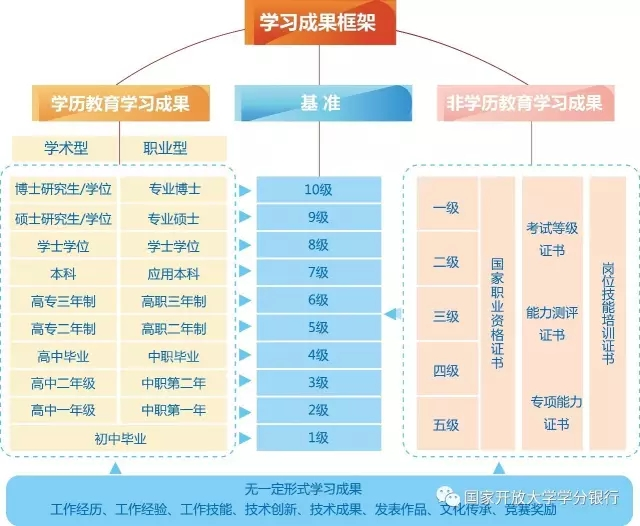 学习成果框架
学历教育学习成果
基 准
非学历教育学习成果
学术型 职业型
博士研究生/学位 专业博士
硕士研究生/学位 专业硕士
学士学位 学士学位
本科 应用本科
高专三年制 高职三年制
高专二年制 高职二年制
高中毕业 中职毕业
高中二年级 中职第二年
高中一年级 中职第一年
初中毕业
10级
9级
8级
7级
6级
5级
4级
3级
2级
1级
一级
二级
三级
四级
五级
国家职业资格证书
考试等级
证书
能力测评
证书
专项能力
证书
岗位技能培训证书
无一定形式学习成果
工作经历、工作经验、工作技能、技术创新、技术成果、发表作品、文化传承、竞赛奖励
国家开放大学学分银行